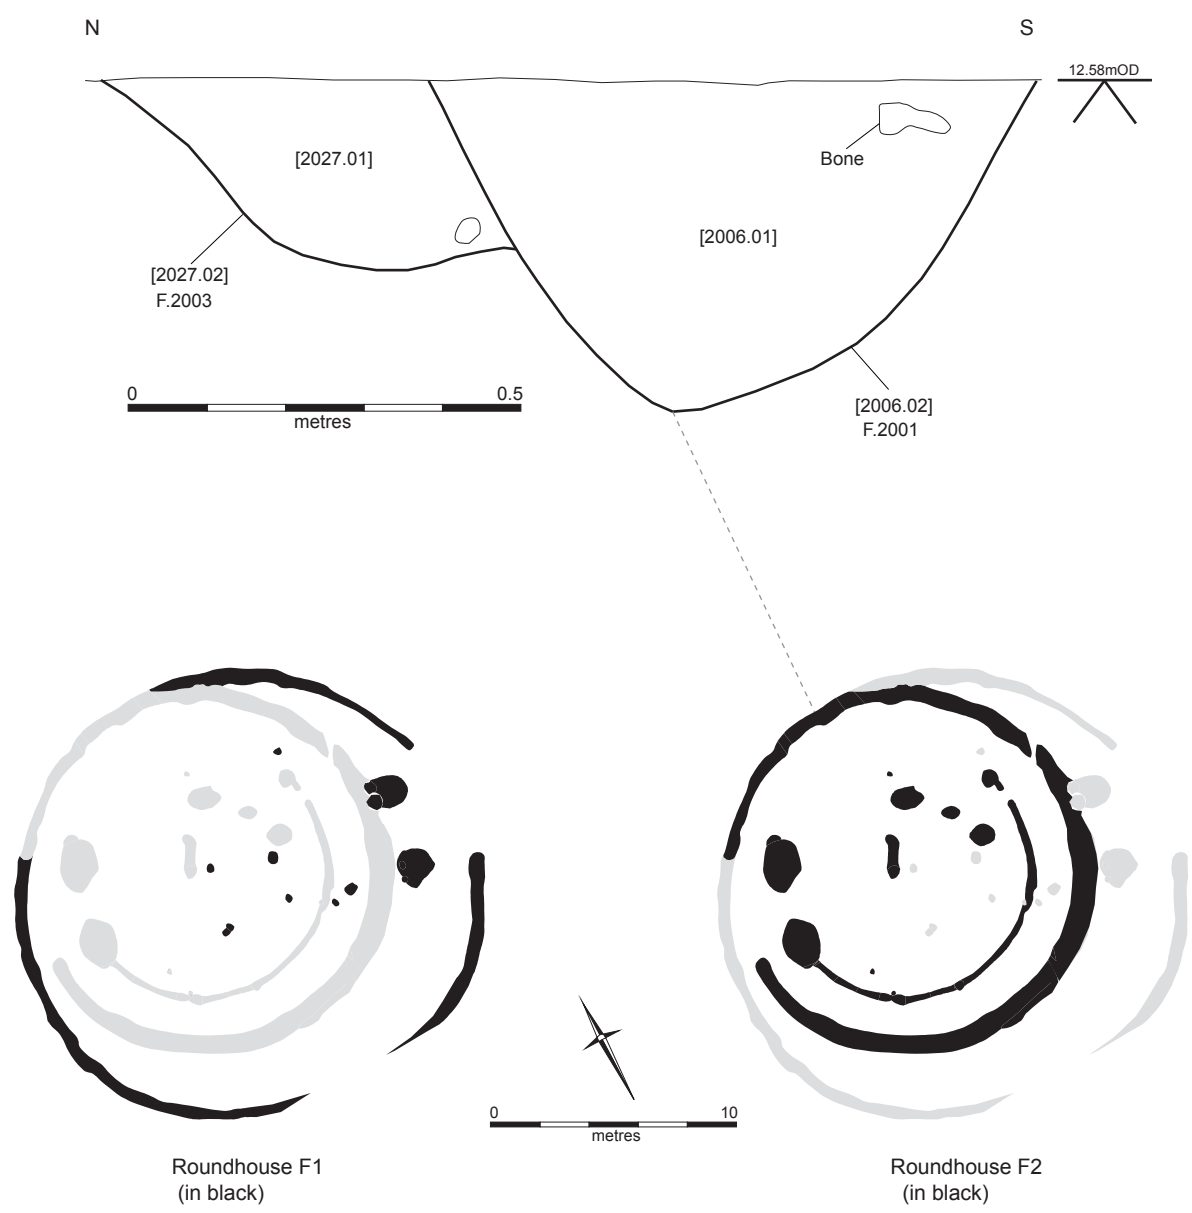 N
S
12.58mOD
[2027.01]
Bone
[2006.01]
[2027.02]
F.2003
0 0.5
metres
[2006.02]
F.2001
0 10
metres
Roundhouse F1
(in black)
Roundhouse F2
(in black)